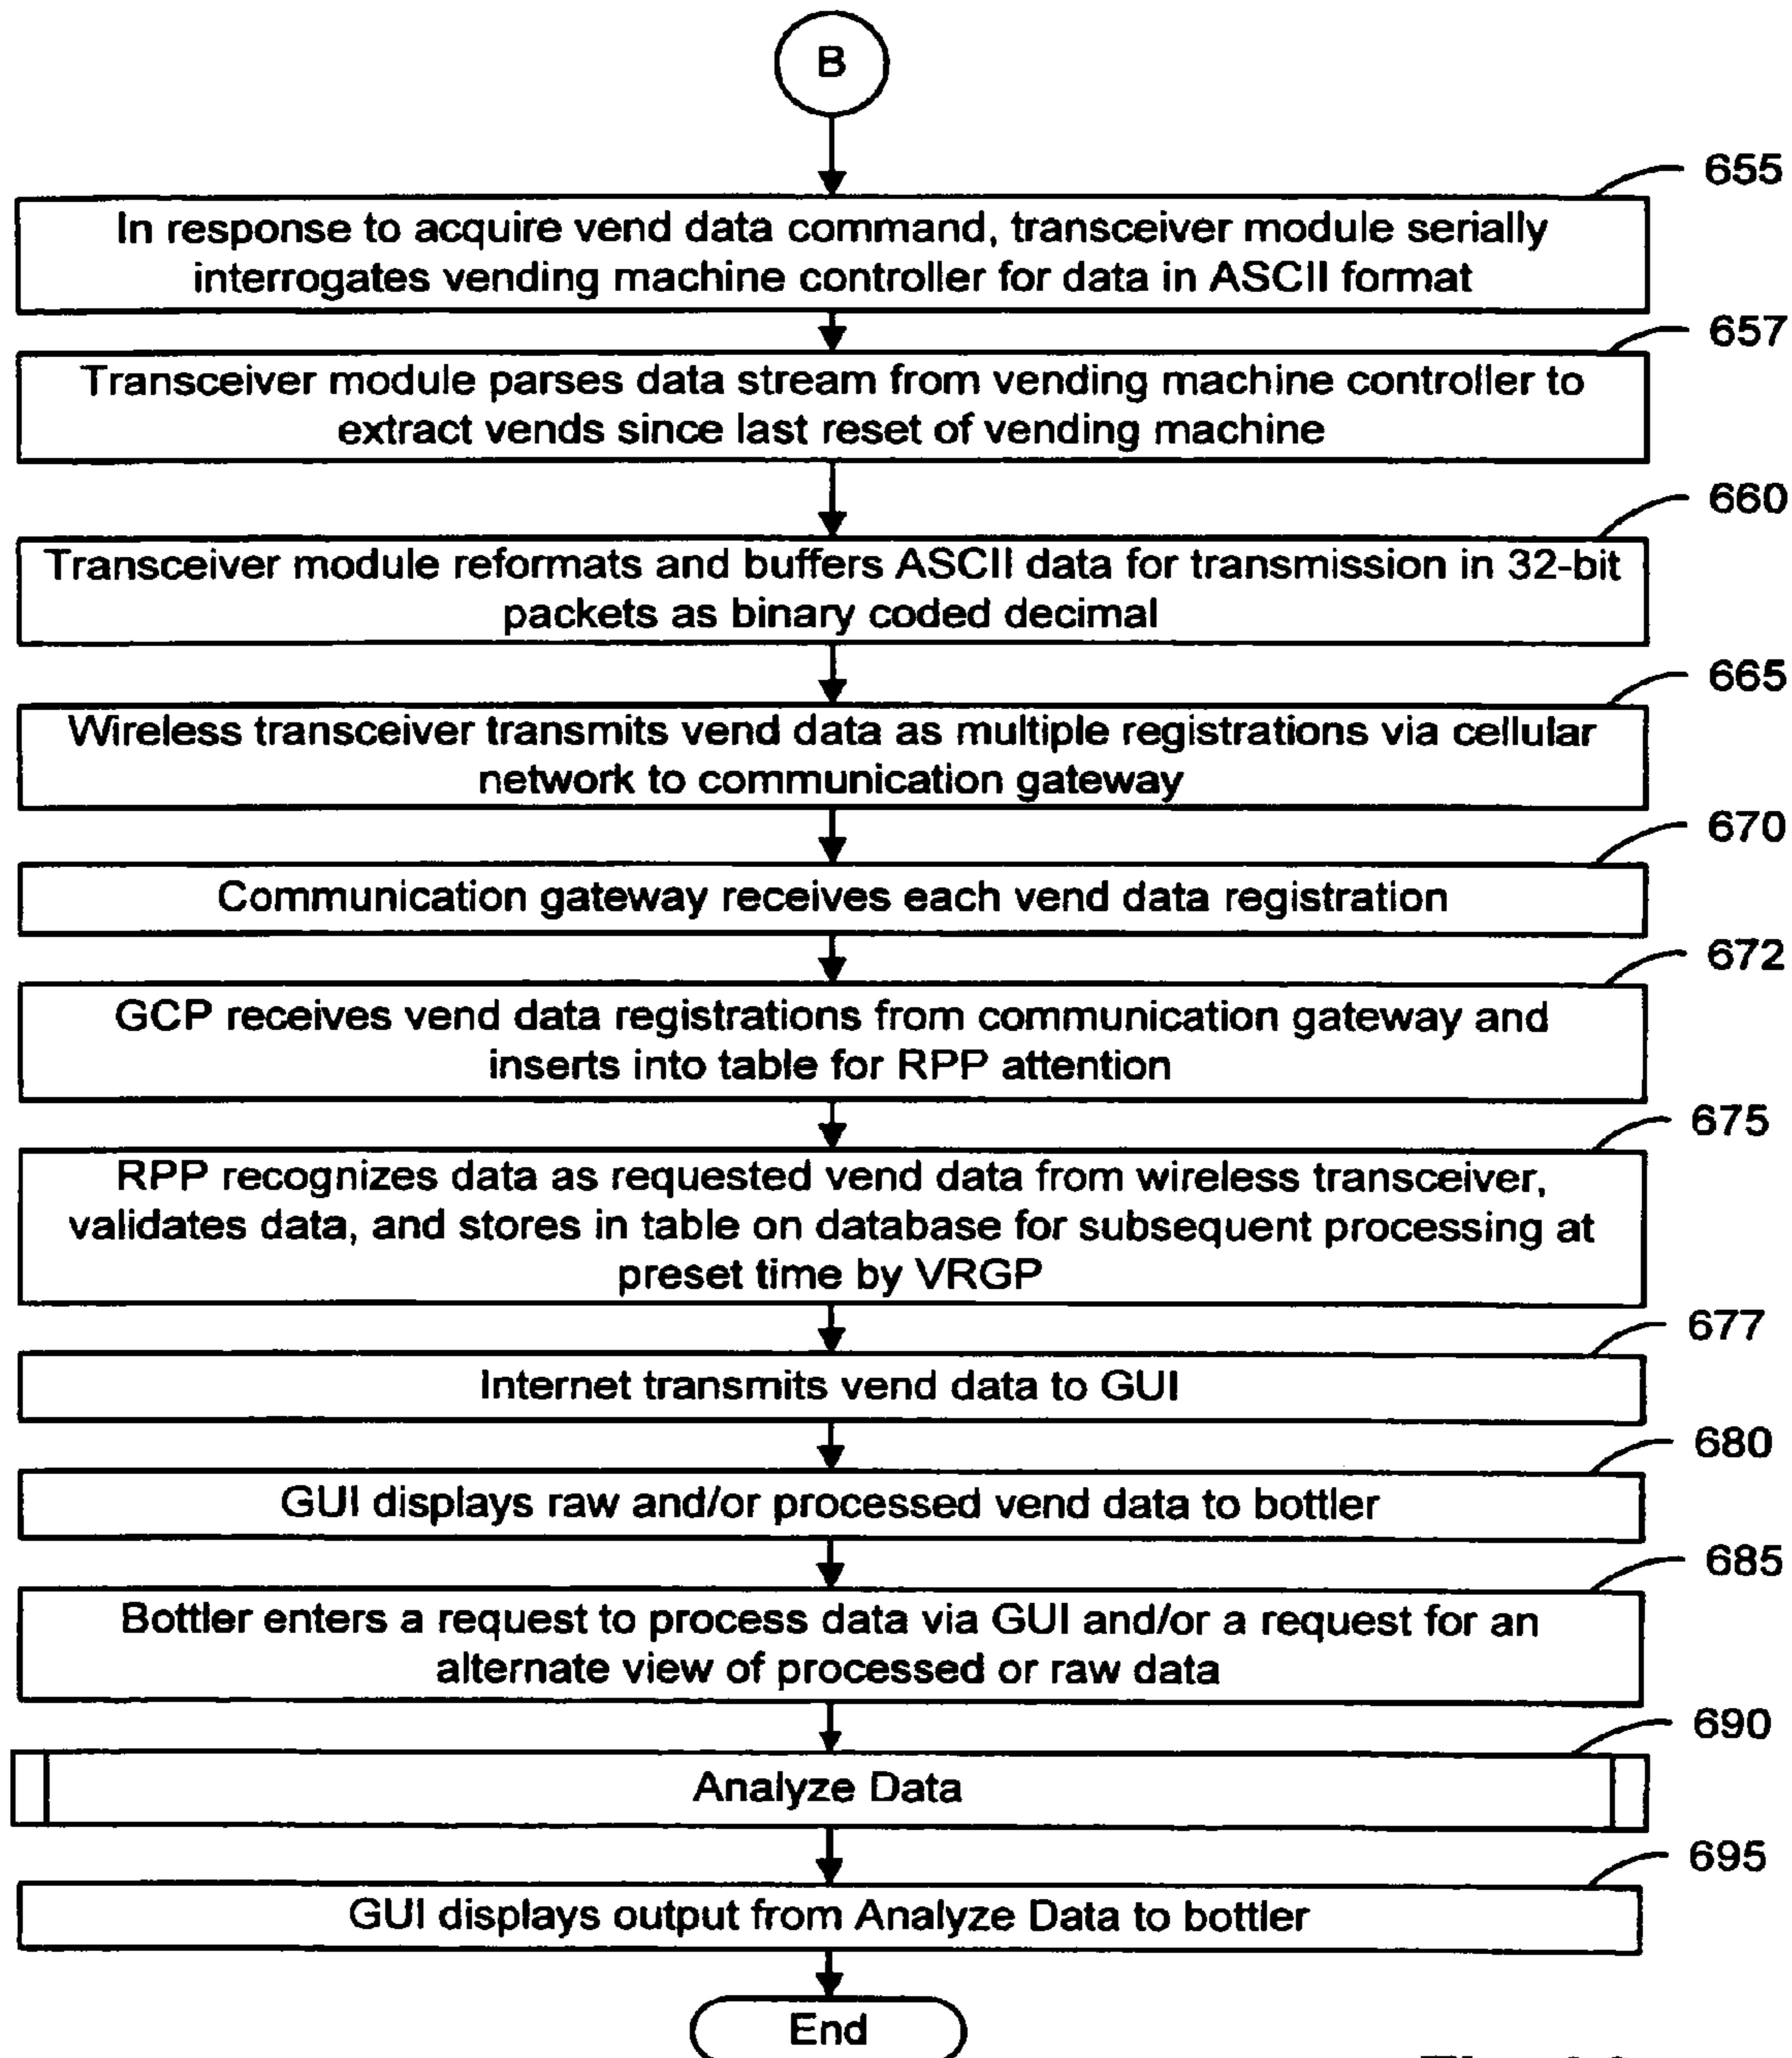 B
655
In response to acquire vend data command, transceiver module serially
interrogates vending machine controller for data in ASCII format
657
Transceiver module parses data stream from vending machine controller to
extract vends since last reset of vending machine
660
Transceiver module reformats and buffers ASCII data for transmission in 32-bit
packets as binary coded decimal
665
Wireless transceiver transmits vend data as multiple registrations via cellular
network to communication gateway
670
Communication gateway receives each vend data registration
672
GCP receives vend data registrations from communication gateway and
inserts into table for RPP attention
675
RPP recognizes data as requested vend data from wireless transceiver,
validates data, and stores in table on database for subsequent processing at
preset time by VRGP
677
Internet transmits vend data to GUI
680
GUI displays raw and/or processed vend data to bottler
685
Bottler enters a request to process data via GUI and/or a request for an
alternate view of processed or raw data
690
Analyze Data
695
GUI displays output from Analyze Data to bottler
End